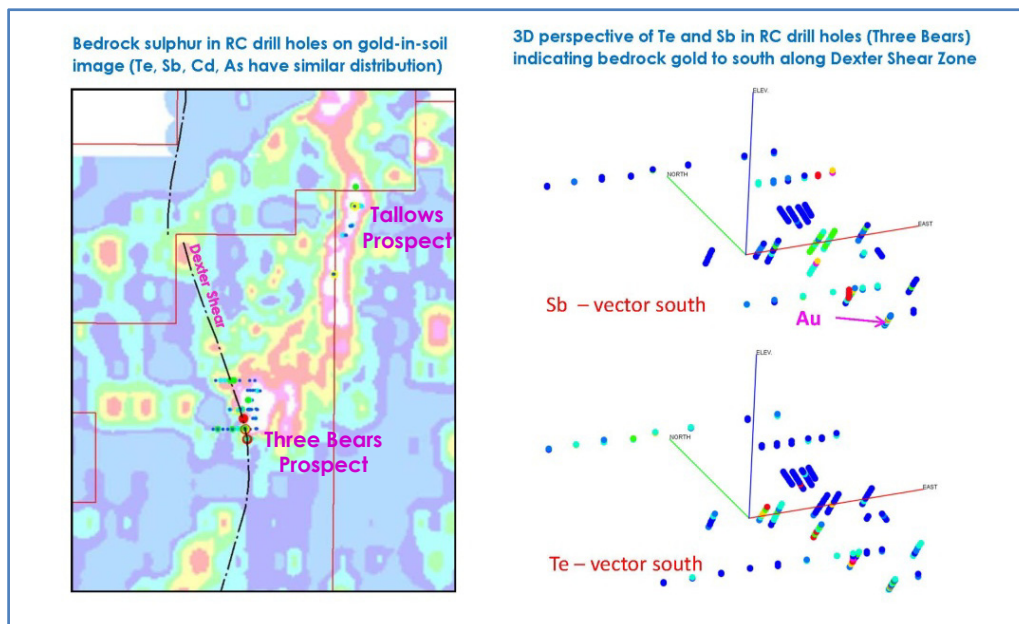 Bedrock sulphur in RC drill holes on gold-in-soil
image (Te, Sb, Cd, As have similar distribution)
Tallows
Prospect
Dexter Shear
Three Bears
Prospect
3D perspective of Te and Sb in RC drill holes (Three Bears)
indicating bedrock gold to south along Dexter Shear Zone
ELEV.
NORTH
EAST
Sb – vector south
Au
ELEV.
NORTH
EAST
Te – vector south